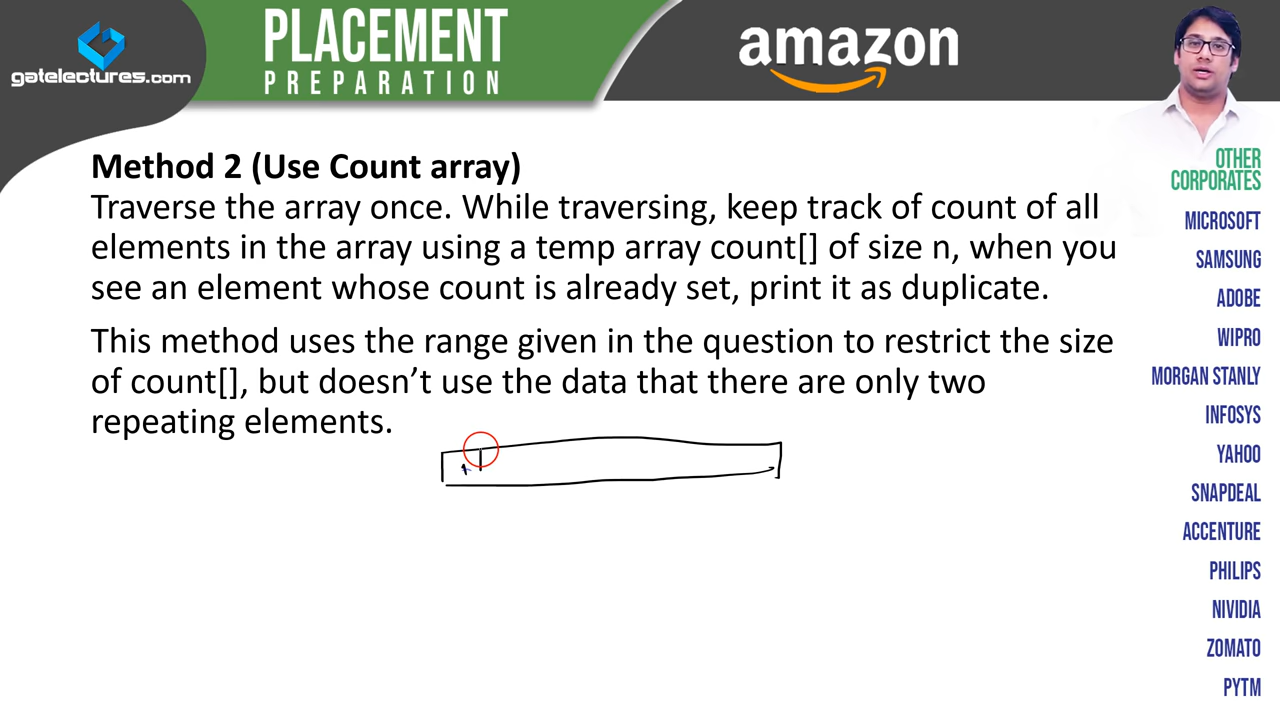 gatelectures.com
PLACEMENT
PREPARATION
amazon
Method 2 (Use Count array)
Traverse the array once. While traversing, keep track of count of all
elements in the array using a temp array count[] of size n, when you
see an element whose count is already set, print it as duplicate.
This method uses the range given in the question to restrict the size
of count[], but doesn’t use the data that there are only two
repeating elements.
OTHER
CORPORATES
MICROSOFT
SAMSUNG
ADOBE
WIPRO
MORGAN STANLY
INFOSYS
YAHOO
SNAPDEAL
ACCENTURE
PHILIPS
NIVIDIA
ZOMATO
PYTM